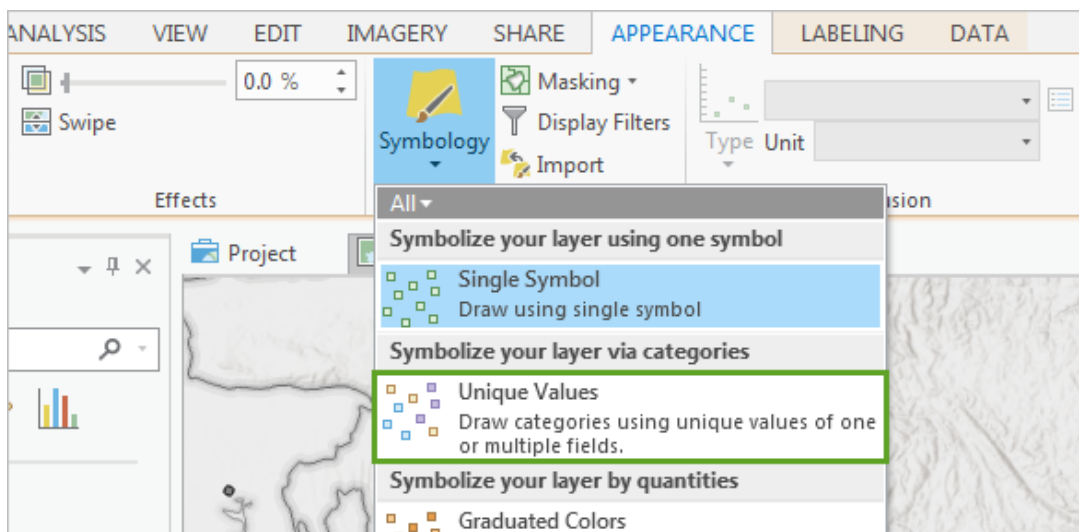 ANALYSIS VIEW EDIT IMAGERY SHARE APPEARANCE LABELING DATA
0.0 %
Swipe
Effects
Symbology
Masking
Display Filters
Import
Type
Unit
All
Project
Symbolize your layer using one symbol
Single Symbol
Draw using single symbol
Symbolize your layer via categories
Unique Values
Draw categories using unique values of one
or multiple fields.
Symbolize your layer by quantities
Graduated Colors